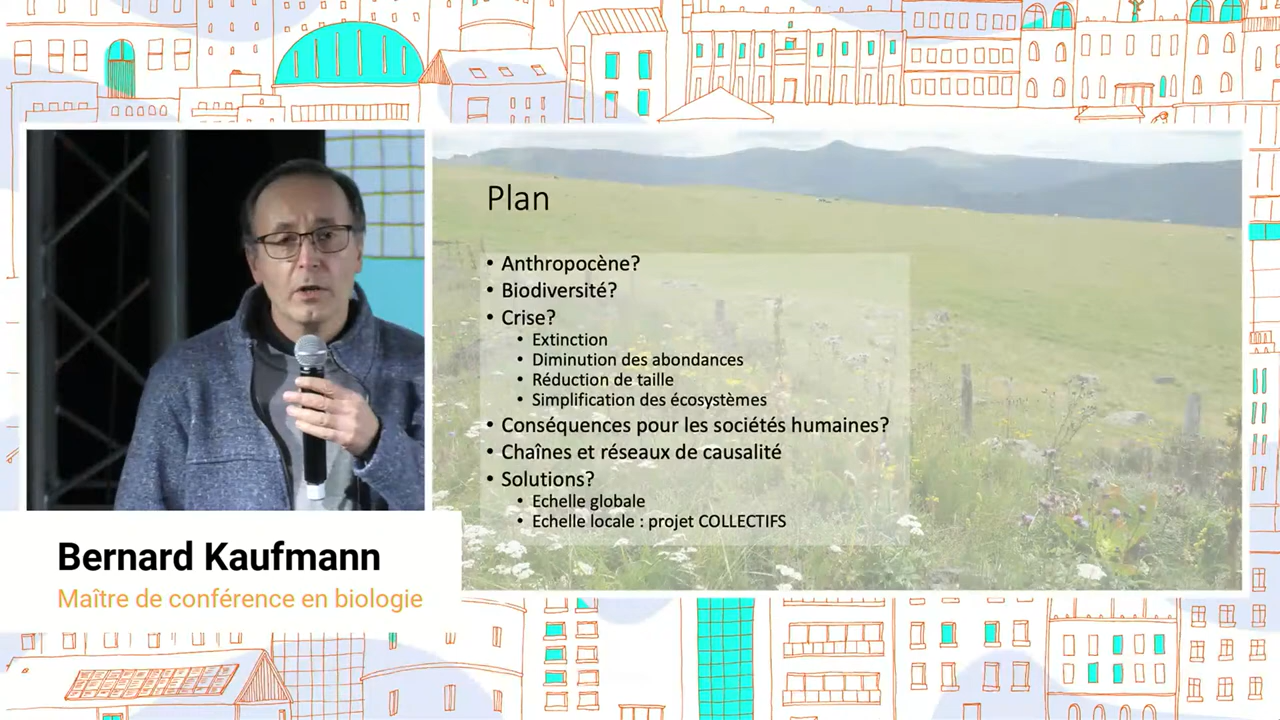 Plan
• Anthropocène?
• Biodiversité?
• Crise?
• Extinction
• Diminution des abondances
• Réduction de taille
• Simplification des écosystèmes
• Conséquences pour les sociétés humaines?
• Chaînes et réseaux de causalité
• Solutions?
• Echelle globale
• Echelle locale : projet COLLECTIFS
Bernard Kaufmann
Maître de conférence en biologie